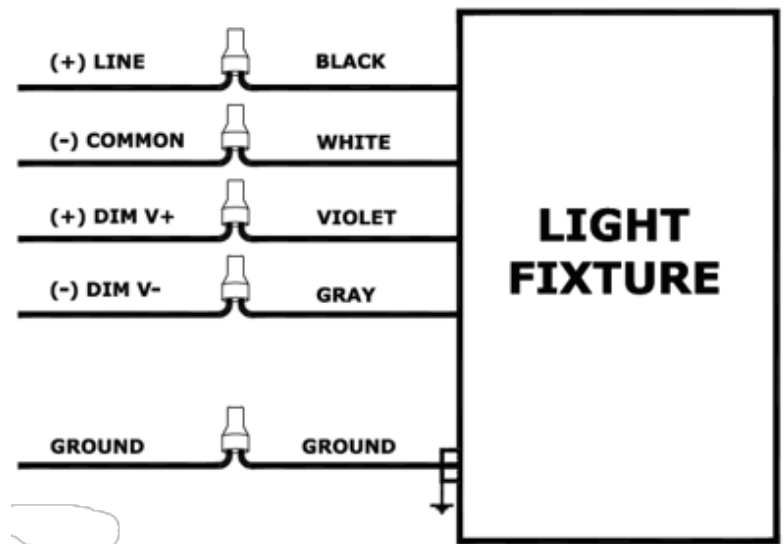 (+) LINE BLACK
(-) COMMON WHITE
(+) DIM V+ VIOLET
(-) DIM V- GRAY
GROUND GROUND
LIGHT
FIXTURE